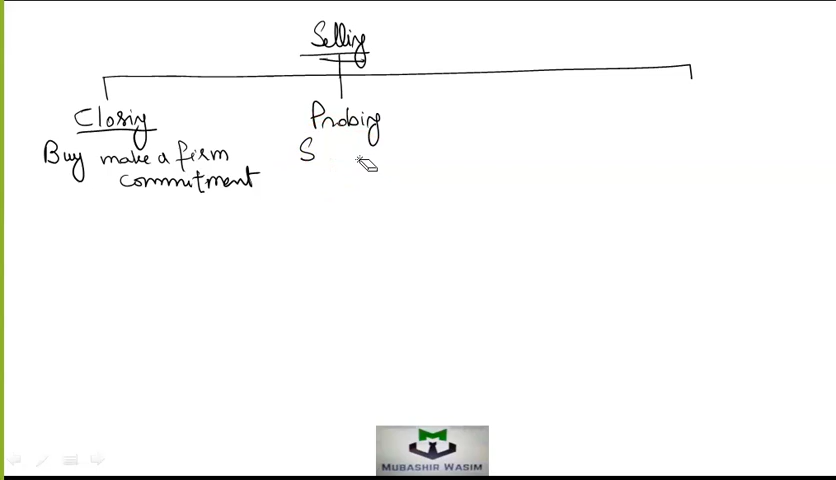 Selling
Closing
Probing
Buy make a firm
commitment
S
MUBASHIR WASIM